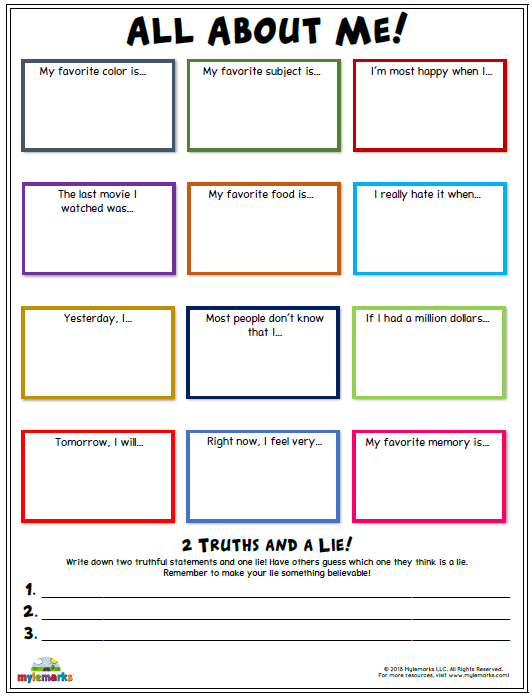 ALL ABOUT ME!
My favorite color is...
My favorite subject is...
I'm most happy when I...
The last movie I
watched was...
My favorite food is...
I really hate it when...
Yesterday, I...
Most people don't know
that I...
If I had a million dollars...
Tomorrow, I will...
Right now, I feel very...
My favorite memory is...
2 TRUTHS AND A LIE!
Write down two truthful statements and one lie! Have others guess which one they think is a lie.
Remember to make your lie something believable!
1.
2.
3.
mylemarks
© 2018 Mylemarks LLC. All Rights Reserved.
For more resources, visit www.mylemarks.com!